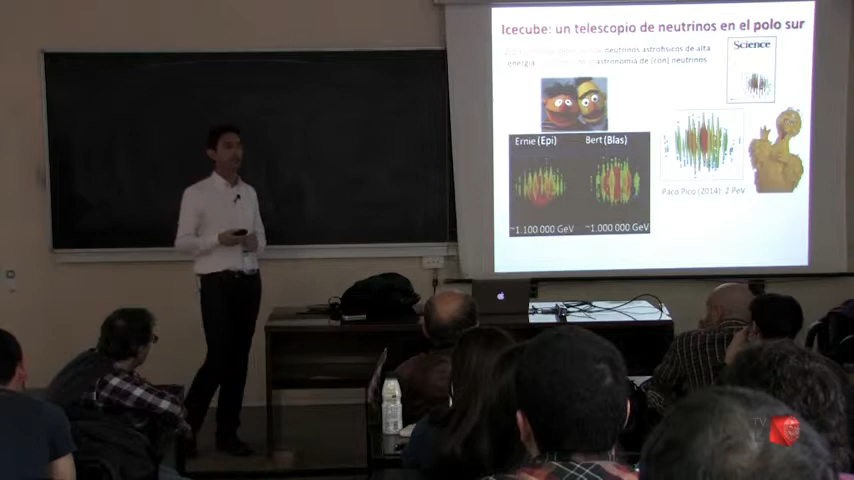 Icecube: un telescopio de neutrinos en el polo sur
neutrinos astrofísicos de alta
energía astronomía de (con) neutrinos
Science
Ernie (Epi)
Bert (Blas)
~1.100.000 GeV
~1.000.000 GeV
Paco Pico (2014): 2 PeV
TV